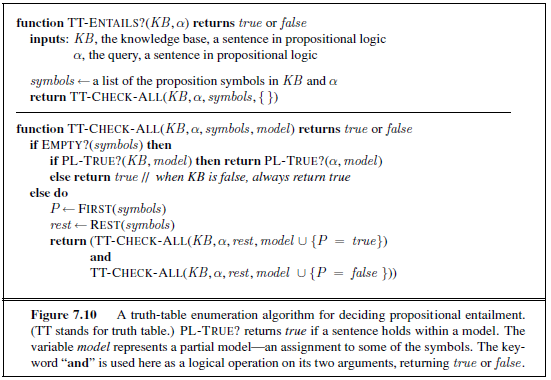 function TT-ENTAILS?(KB, α) returns true or false
inputs: KB, the knowledge base, a sentence in propositional logic
α, the query, a sentence in propositional logic
symbols ← a list of the proposition symbols in KB and α
return TT-CHECK-ALL(KB, α, symbols, { })
function TT-CHECK-ALL(KB, α, symbols, model) returns true or false
if EMPTY?(symbols) then
if PL-TRUE?(KB, model) then return PL-TRUE?(α, model)
else return true // when KB is false, always return true
else do
P ← FIRST(symbols)
rest ← REST(symbols)
return (TT-CHECK-ALL(KB, α, rest, model ∪ {P = true})
and
TT-CHECK-ALL(KB, α, rest, model ∪ {P = false }))
Figure 7.10 A truth-table enumeration algorithm for deciding propositional entailment.
(TT stands for truth table.) PL-TRUE? returns true if a sentence holds within a model. The
variable model represents a partial model—an assignment to some of the symbols. The key-
word “and” is used here as a logical operation on its two arguments, returning true or false.